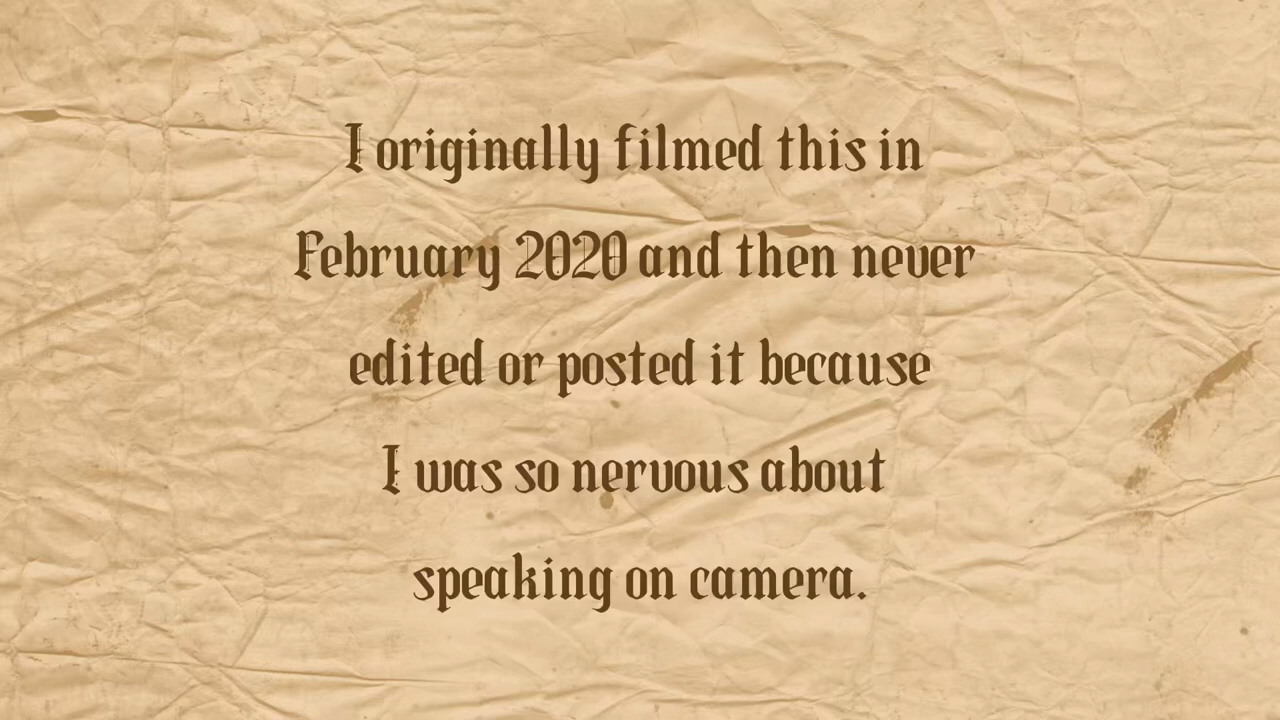 I originally filmed this in
February 2020 and then never
edited or posted it because
I was so nervous about
speaking on camera.